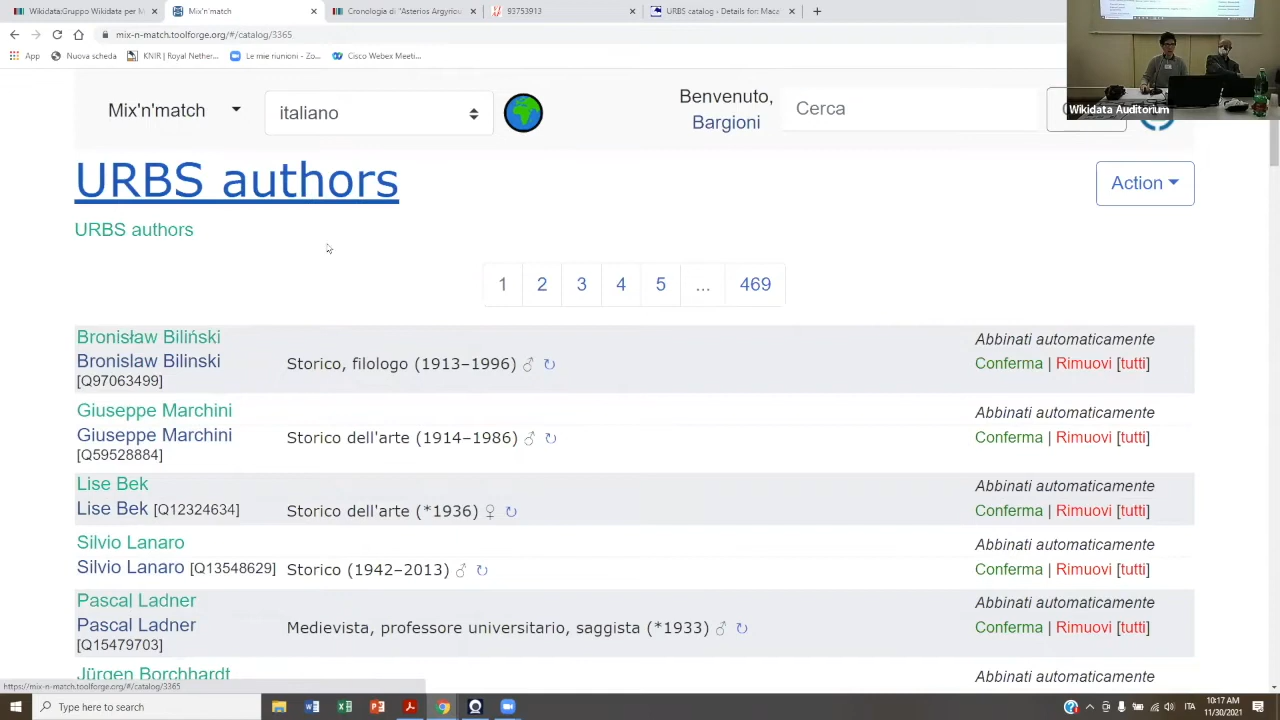 Wikidata:Gruppo Wikidata per M
Mix'n'match
Cronologia di "Asterios Argyriou"
93753913
URBS catalog - Details for: Maca
mix-n-match.toolforge.org/#/catalog/3365
App
Nuova scheda
KNIR | Royal Nether...
Le mie riunioni - Zo...
Cisco Webex Meeti...
Wikidata Auditorium
Mix'n'match
italiano
Benvenuto,
Bargioni
Cerca
URBS authors
Action
URBS authors
1 2 3 4 5 ... 469
Bronisław Biliński
Abbinati automaticamente
Bronislaw Bilinski
[Q97063499]
Storico, filologo (1913–1996) ♂ ↻
Conferma | Rimuovi [tutti]
Giuseppe Marchini
Abbinati automaticamente
Giuseppe Marchini
[Q59528884]
Storico dell'arte (1914–1986) ♂ ↻
Conferma | Rimuovi [tutti]
Lise Bek
Abbinati automaticamente
Lise Bek [Q12324634]
Storico dell'arte (*1936) ♀ ↻
Conferma | Rimuovi [tutti]
Silvio Lanaro
Abbinati automaticamente
Silvio Lanaro [Q13548629]
Storico (1942–2013) ♂ ↻
Conferma | Rimuovi [tutti]
Pascal Ladner
Abbinati automaticamente
Pascal Ladner
[Q15479703]
Medievista, professore universitario, saggista (*1933) ♂ ↻
Conferma | Rimuovi [tutti]
Jürgen Borchhardt
Abbinati automaticamente
https://mix-n-match.toolforge.org/#/catalog/3365
Type here to search
ITA
10:17 AM
11/30/2021